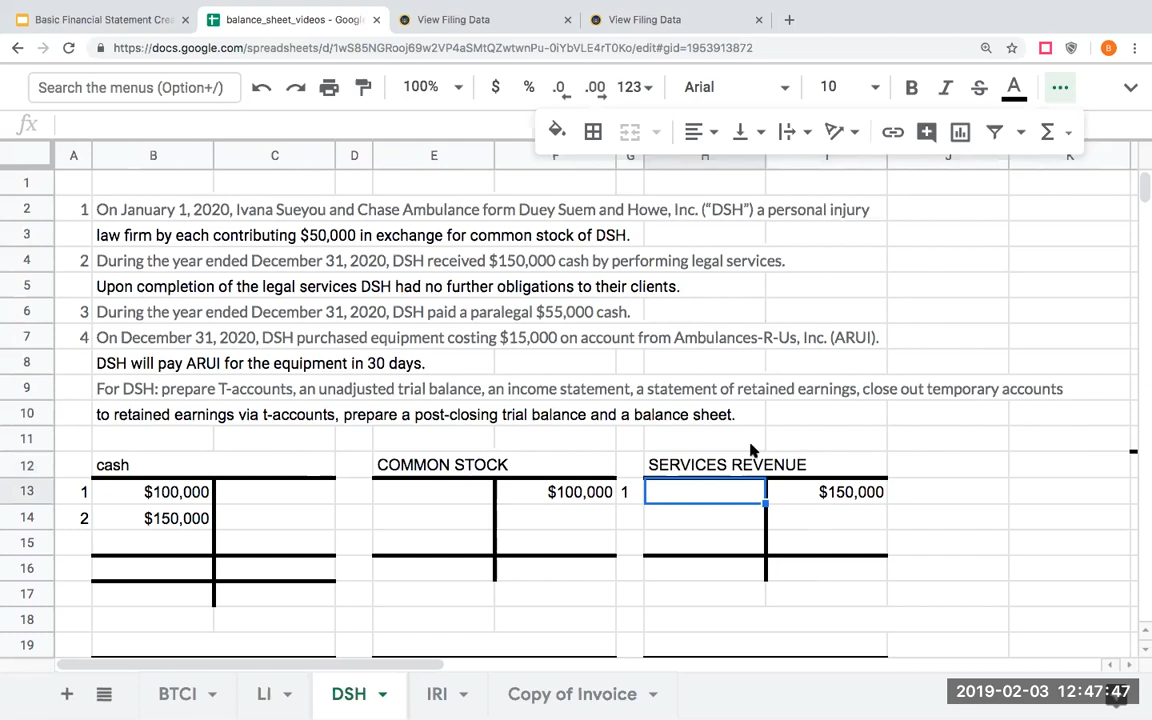 Basic Financial Statement Crea
balance_sheet_videos - Google
View Filing Data
View Filing Data
https://docs.google.com/spreadsheets/d/1wS85NGRooj69w2VP4aSMtQZwtwnPu-0iYbVLE4rT0Ko/edit#gid=1953913872
B
Search the menus (Option+/)
100%
$ % .0 .00 123
Arial
10
B I S A
fx
A B C D E F G H I J K
1
2 1 On January 1, 2020, Ivana Sueyou and Chase Ambulance form Duey Suem and Howe, Inc. (“DSH”) a personal injury
3 law firm by each contributing $50,000 in exchange for common stock of DSH.
4 2 During the year ended December 31, 2020, DSH received $150,000 cash by performing legal services.
5 Upon completion of the legal services DSH had no further obligations to their clients.
6 3 During the year ended December 31, 2020, DSH paid a paralegal $55,000 cash.
7 4 On December 31, 2020, DSH purchased equipment costing $15,000 on account from Ambulances-R-Us, Inc. (ARUI).
8 DSH will pay ARUI for the equipment in 30 days.
9 For DSH: prepare T-accounts, an unadjusted trial balance, an income statement, a statement of retained earnings, close out temporary accounts
10 to retained earnings via t-accounts, prepare a post-closing trial balance and a balance sheet.
11
12 cash COMMON STOCK SERVICES REVENUE
13 1 $100,000 $100,000 1 $150,000
14 2 $150,000
15
16
17
18
19
+ BTCI LI DSH IRI Copy of Invoice
2019-02-03 12:47:47